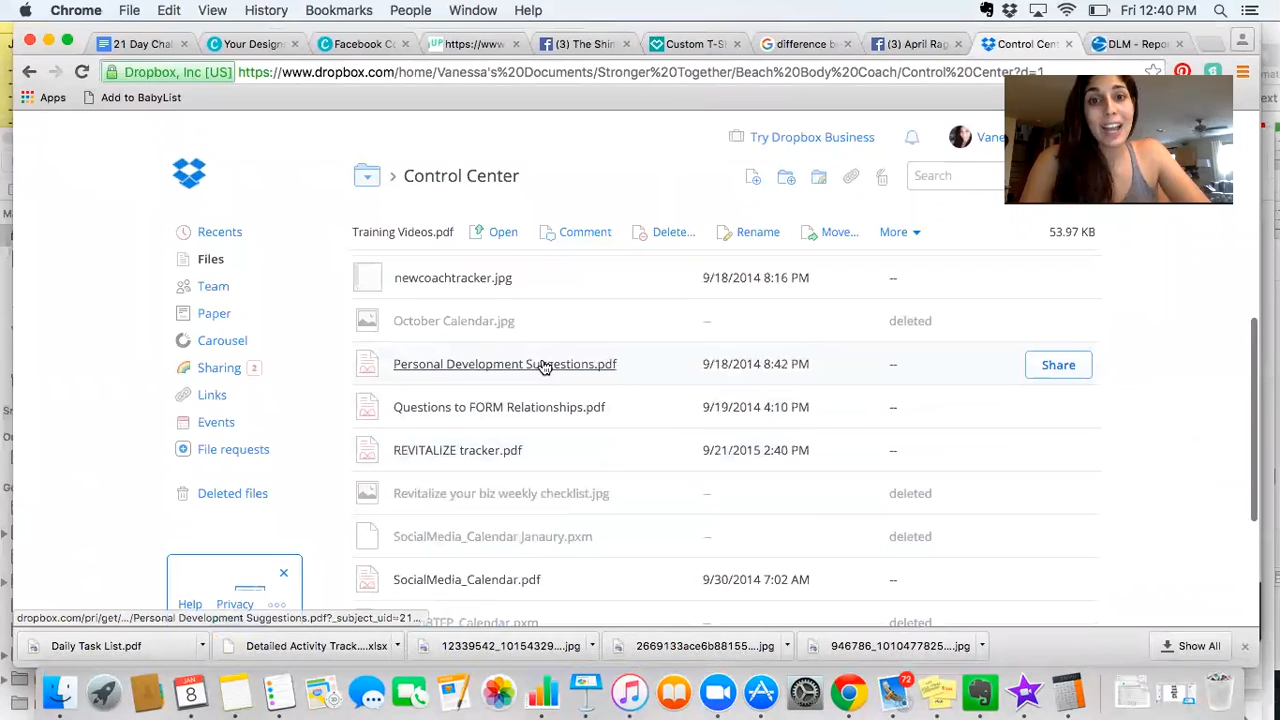 Chrome File Edit View History Bookmarks People Window Help Fri 12:40 PM
21 Day Chal Your Design Facebook C https://www (3) The Shin Custom T-S difference b (3) April Rag Control Cen DLM - Repo
Dropbox, Inc [US] https://www.dropbox.com/home/Vanessa's%20Documents/Stronger%20Together/Beach%20Body%20Coach/Control%20Center?d=1
Apps Add to BabyList
Try Dropbox Business Vane
Control Center Search
Training Videos.pdf Open Comment Delete... Rename Move... More 53.97 KB
Recents
Files
Team
Paper
Carousel
Sharing 2
Links
Events
File requests
Deleted files
newcoachtracker.jpg 9/18/2014 8:16 PM --
October Calendar.jpg -- deleted
Personal Development Suggestions.pdf 9/18/2014 8:42 PM -- Share
Questions to FORM Relationships.pdf 9/19/2014 4:10 PM --
REVITALIZE tracker.pdf 9/21/2015 2:40 PM --
Revitalize your biz weekly checklist.jpg -- deleted
SocialMedia_Calendar Janaury.pxm -- deleted
SocialMedia_Calendar.pdf 9/30/2014 7:02 AM --
Calendar.pxm deleted
Help Privacy
dropbox.com/pri/get/.../Personal Development Suggestions.pdf?_subject_uid=21...
Daily Task List.pdf Detailed Activity Track....xlsx 12339542_10154329....jpg 2669133ace6b88155....jpg 946786_1010477825....jpg Show All
8
72